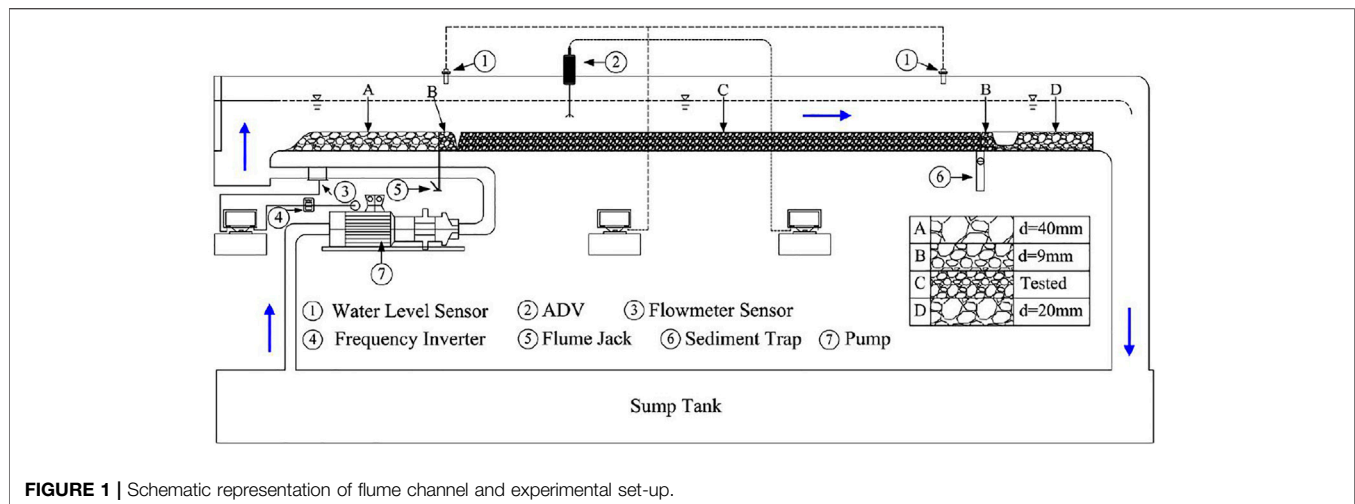 ① ② ①
A B C B D
⑤ ⑥
③
④
⑦
A d=40mm
B d=9mm
C Tested
D d=20mm
① Water Level Sensor ② ADV ③ Flowmeter Sensor
④ Frequency Inverter ⑤ Flume Jack ⑥ Sediment Trap ⑦ Pump
Sump Tank
FIGURE 1 | Schematic representation of flume channel and experimental set-up.